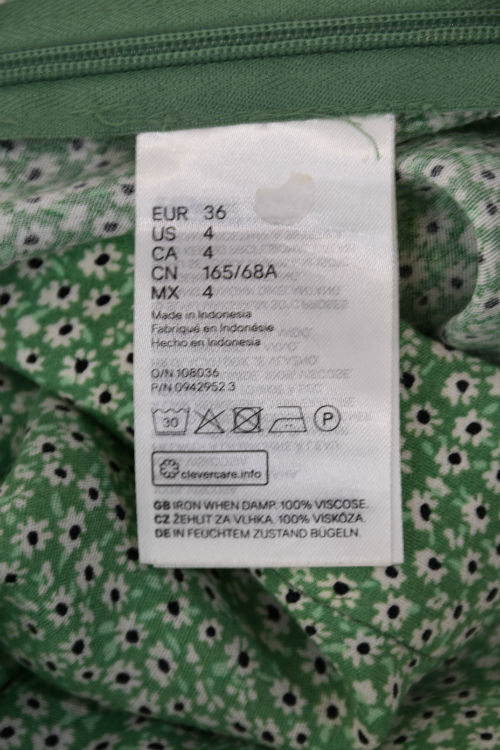 EUR 36
US 4
CA 4
CN 165/68A
MX 4
Made in Indonesia
Fabriqué en Indonésie
Hecho en Indonesia
O/N 108036
P/N 0942952.3
30 P
clevercare.info
GB IRON WHEN DAMP. 100% VISCOSE.
CZ ŽEHLIT ZA VLHKA. 100% VISKÓZA.
DE IN FEUCHTEM ZUSTAND BÜGELN.